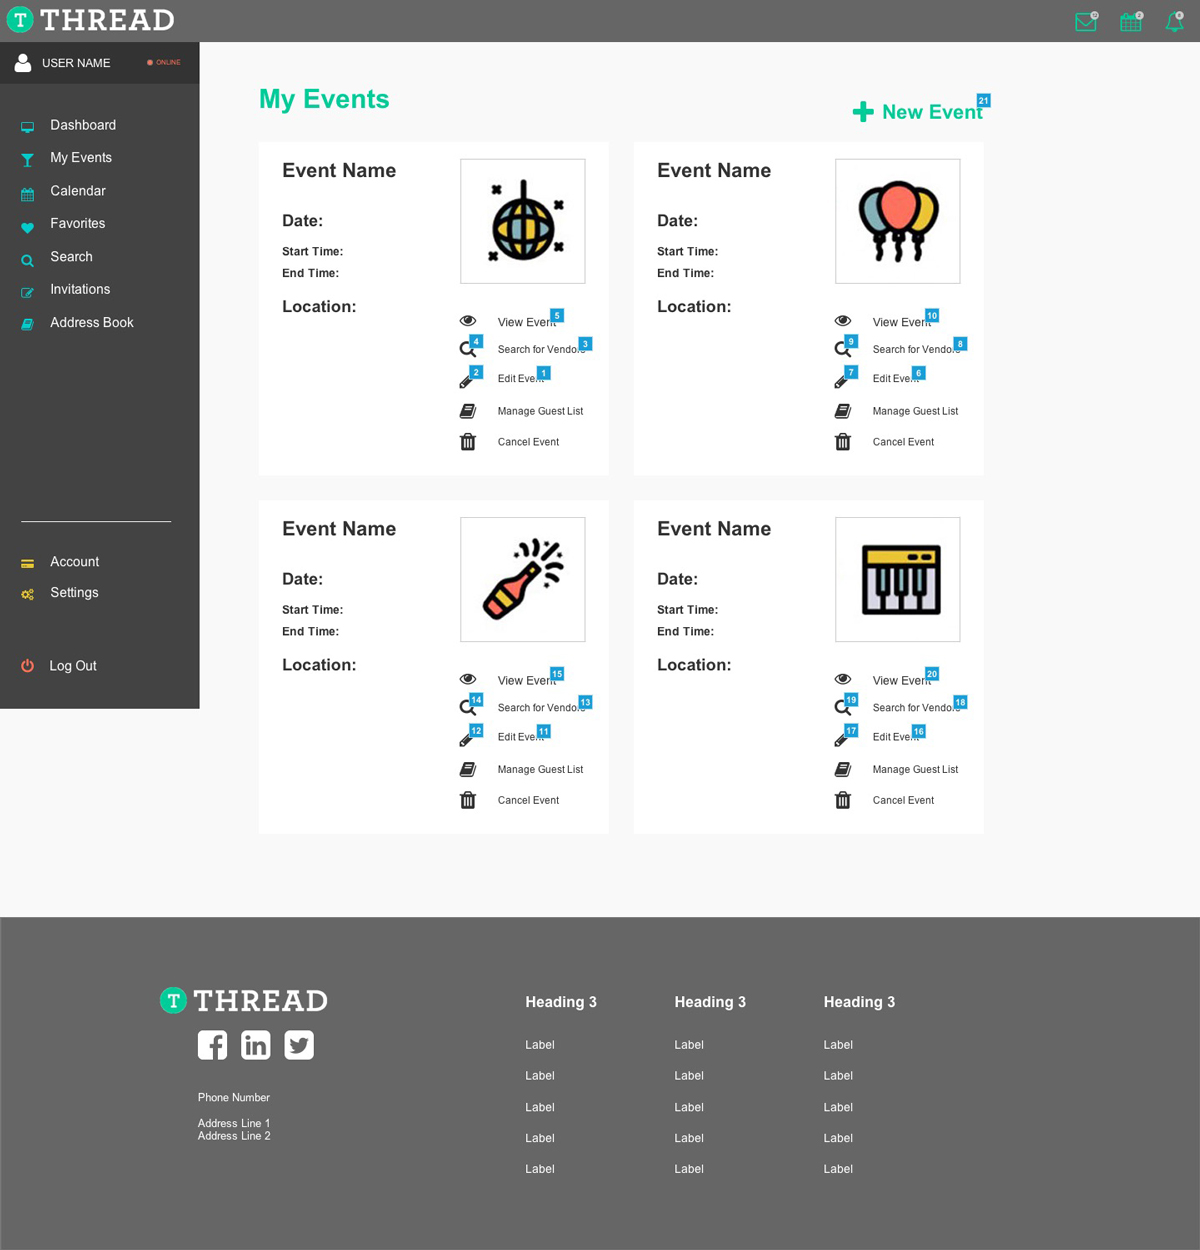 T THREAD
12
2
6
USER NAME
ONLINE
Dashboard
My Events
Calendar
Favorites
Search
Invitations
Address Book
Account
Settings
Log Out
My Events
New Event
21
Event Name
Date:
Start Time:
End Time:
Location:
View Event 5
4 Search for Vendors 3
2 Edit Event 1
Manage Guest List
Cancel Event
Event Name
Date:
Start Time:
End Time:
Location:
View Event 10
9 Search for Vendors 8
7 Edit Event 6
Manage Guest List
Cancel Event
Event Name
Date:
Start Time:
End Time:
Location:
View Event 15
14 Search for Vendors 13
12 Edit Event 11
Manage Guest List
Cancel Event
Event Name
Date:
Start Time:
End Time:
Location:
View Event 20
19 Search for Vendors 18
17 Edit Event 16
Manage Guest List
Cancel Event
T THREAD
Phone Number
Address Line 1
Address Line 2
Heading 3
Label
Label
Label
Label
Label
Heading 3
Label
Label
Label
Label
Label
Heading 3
Label
Label
Label
Label
Label